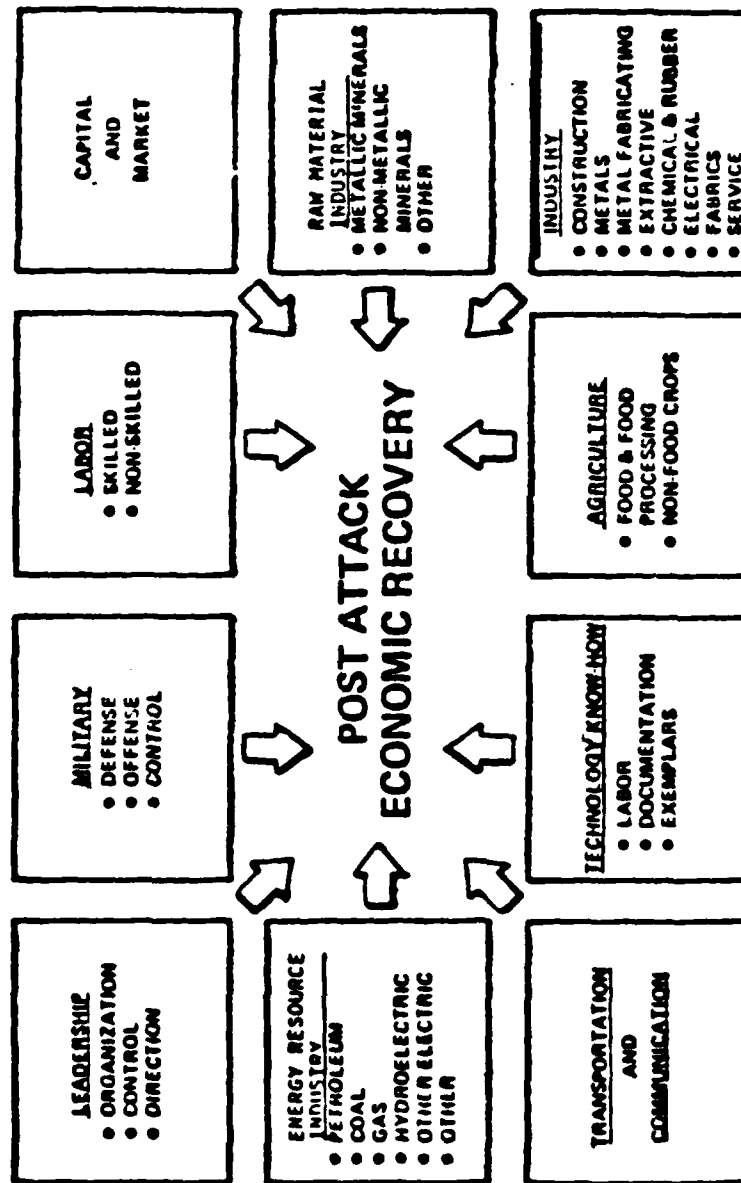 LEADERSHIP
• ORGANIZATION
• CONTROL
• DIRECTION
MILITARY
• DEFENSE
• OFFENSE
• CONTROL
LABOR
• SKILLED
• NON-SKILLED
CAPITAL
AND
MARKET
ENERGY RESOURCE
INDUSTRY
• PETROLEUM
• COAL
• GAS
• HYDROELECTRIC
• OTHER ELECTRIC
• OTHER
POST ATTACK
ECONOMIC RECOVERY
RAW MATERIAL
INDUSTRY
• METALLIC MINERALS
• NON-METALLIC
MINERALS
• OTHER
TRANSPORTATION
AND
COMMUNICATION
TECHNOLOGY KNOW-HOW
• LABOR
• DOCUMENTATION
• EXEMPLARS
AGRICULTURE
• FOOD & FOOD
PROCESSING
• NON-FOOD CROPS
INDUSTRY
• CONSTRUCTION
• METALS
• METAL FABRICATING
• EXTRACTIVE
• CHEMICAL & RUBBER
• ELECTRICAL
• FABRICS
• SERVICE